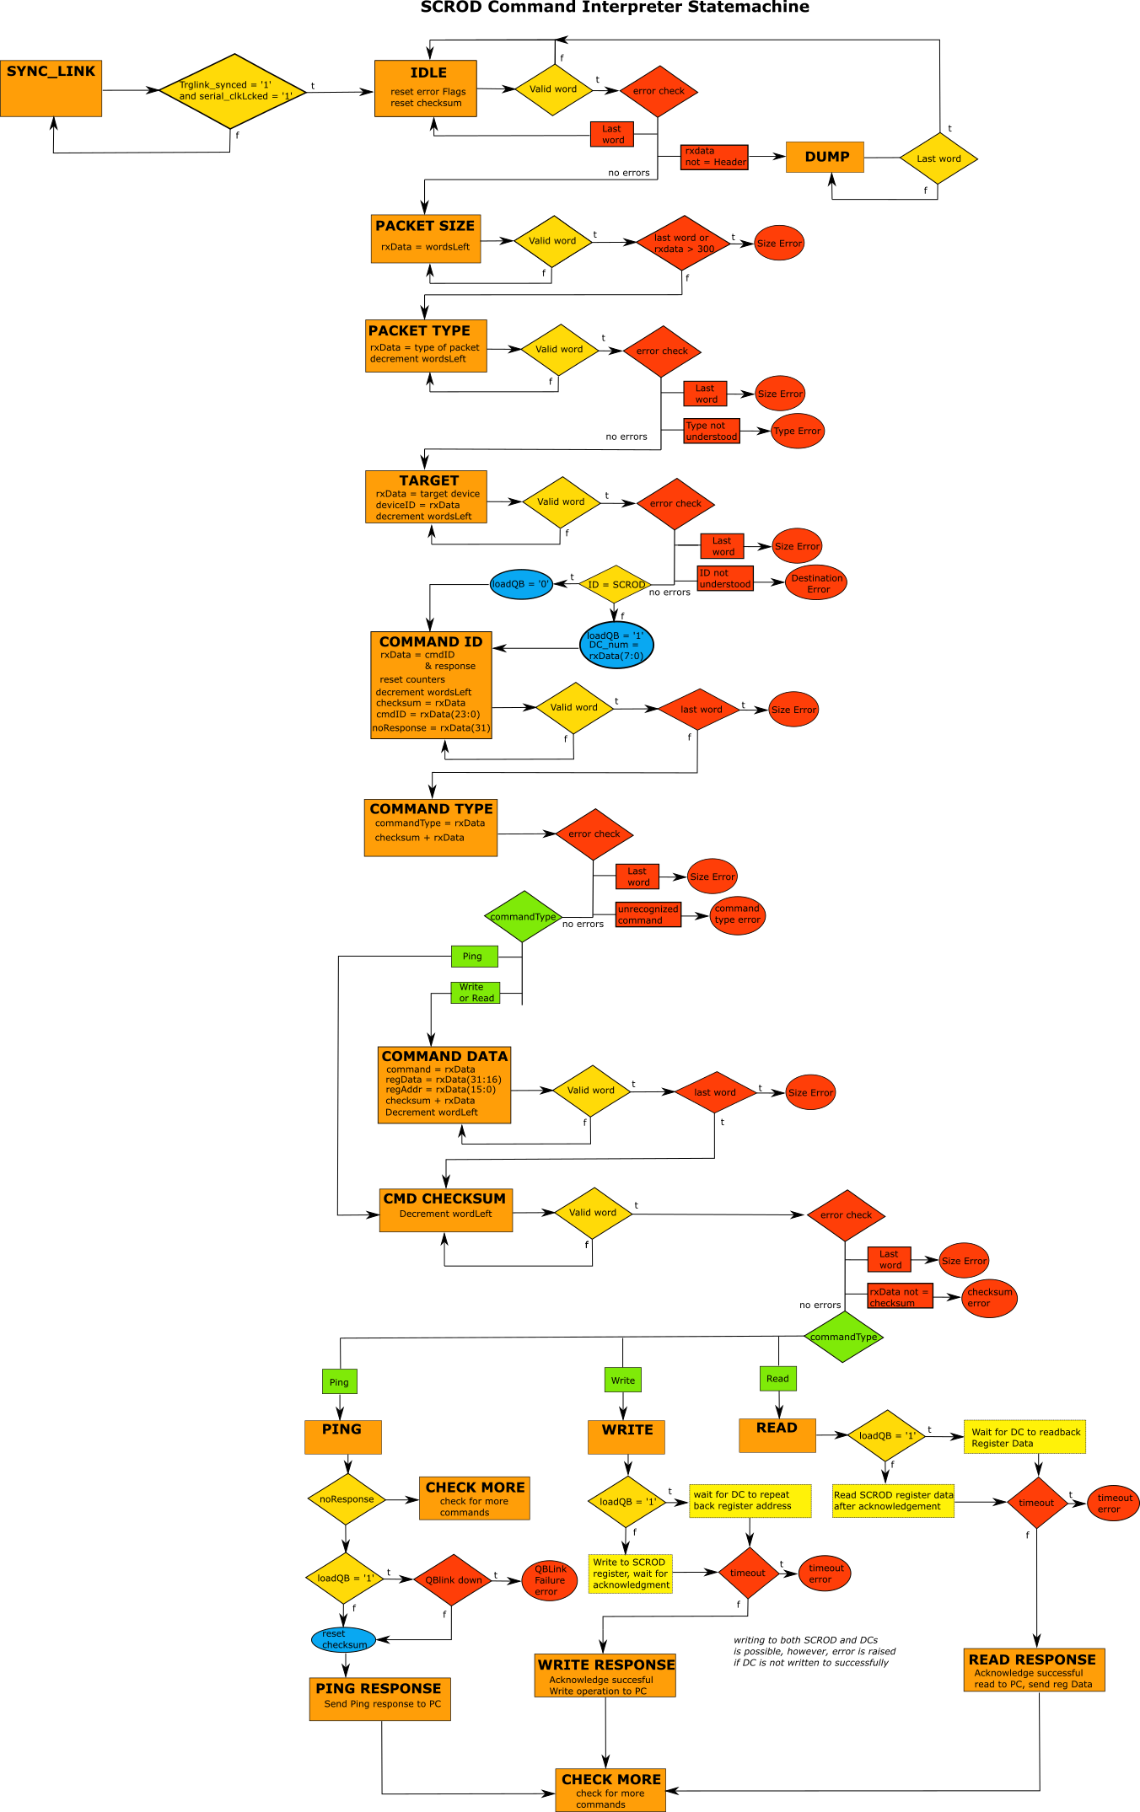 SCROD Command Interpreter Statemachine
SYNC_LINK
Trglink_synced = '1'
and serial_clkLcked = '1'
t
f
IDLE
reset error Flags
reset checksum
Valid word
f
t
error check
Last
word
rxdata
not = Header
no errors
DUMP
Last word
t
f
PACKET SIZE
rxData = wordsLeft
Valid word
t
f
last word or
rxdata > 300
t
f
Size Error
PACKET TYPE
rxData = type of packet
decrement wordsLeft
Valid word
t
f
error check
Last
word
Size Error
Type not
understood
Type Error
no errors
TARGET
rxData = target device
deviceID = rxData
decrement wordsLeft
Valid word
t
f
error check
Last
word
Size Error
ID not
understood
Destination
Error
no errors
ID = SCROD
t
f
loadQB = '0'
loadQB = '1'
DC_num =
rxData(7:0)
COMMAND ID
rxData = cmdID
& response
reset counters
decrement wordsLeft
checksum = rxData
cmdID = rxData(23:0)
noResponse = rxData(31)
Valid word
t
f
last word
t
f
Size Error
COMMAND TYPE
commandType = rxData
checksum + rxData
error check
Last
word
Size Error
unrecognized
command
command
type error
no errors
commandType
Ping
Write
or Read
COMMAND DATA
command = rxData
regData = rxData(31:16)
regAddr = rxData(15:0)
checksum + rxData
Decrement wordLeft
Valid word
t
f
last word
t
t
Size Error
CMD CHECKSUM
Decrement wordLeft
Valid word
t
f
error check
Last
word
Size Error
rxData not =
checksum
checksum
error
no errors
commandType
Ping
Write
Read
PING
noResponse
CHECK MORE
check for more
commands
loadQB = '1'
t
f
QBlink down
t
f
QBLink
Failure
error
reset
checksum
PING RESPONSE
Send Ping response to PC
WRITE
loadQB = '1'
t
f
wait for DC to repeat
back register address
Write to SCROD
register, wait for
acknowledgment
timeout
t
f
timeout
error
WRITE RESPONSE
Acknowledge succesful
Write operation to PC
READ
loadQB = '1'
t
f
Wait for DC to readback
Register Data
Read SCROD register data
after acknowledgement
timeout
t
f
timeout
error
writing to both SCROD and DCs
is possible, however, error is raised
if DC is not written to successfully
READ RESPONSE
Acknowledge successful
read to PC, send reg Data
CHECK MORE
check for more
commands